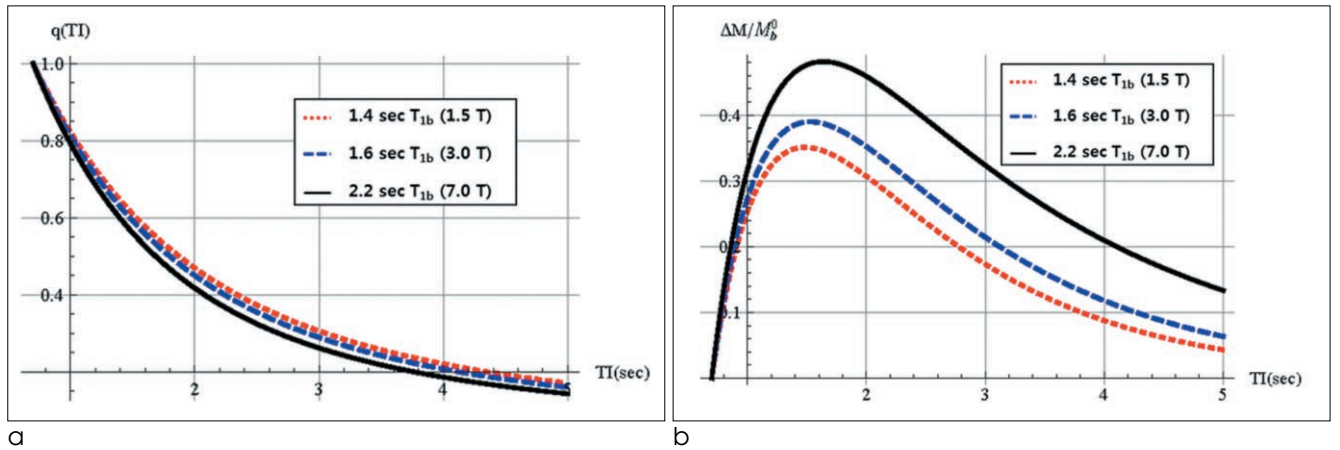 q(TI)
1.0
0.8
0.6
0.4
1.4 sec T1b (1.5 T)
1.6 sec T1b (3.0 T)
2.2 sec T1b (7.0 T)
2 3 4 5
TI(sec)
a
ΔM/M_b^0
0.4
0.3
0.2
0.1
1.4 sec T1b (1.5 T)
1.6 sec T1b (3.0 T)
2.2 sec T1b (7.0 T)
2 3 4 5
TI(sec)
b